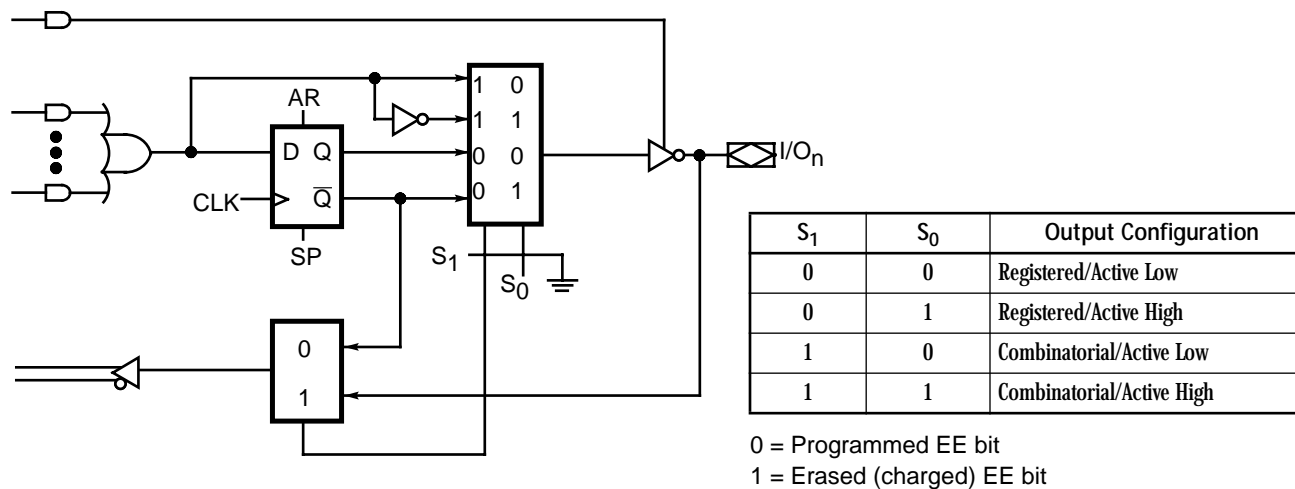 1 0
AR
1 1
D Q
0 0
I/On
CLK
Q̅
0 1
SP
S1
S0
0
1
S1 S0 Output Configuration
0 0 Registered/Active Low
0 1 Registered/Active High
1 0 Combinatorial/Active Low
1 1 Combinatorial/Active High
0 = Programmed EE bit
1 = Erased (charged) EE bit